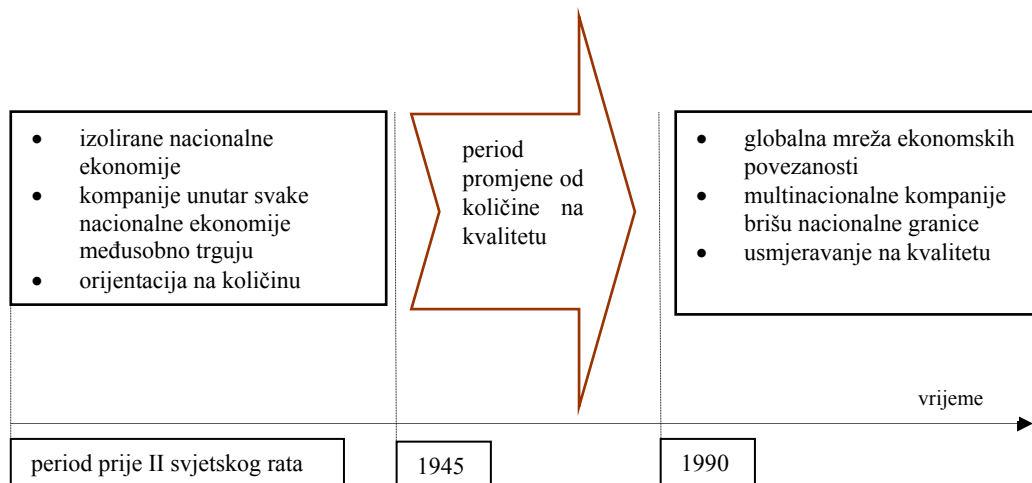 • izolirane nacionalne
ekonomije
• kompanije unutar svake
nacionalne ekonomije
međusobno trguju
• orijentacija na količinu
period
promjene od
količine na
kvalitetu
• globalna mreža ekonomskih
povezanosti
• multinacionalne kompanije
brišu nacionalne granice
• usmjeravanje na kvalitetu
vrijeme
period prije II svjetskog rata
1945
1990